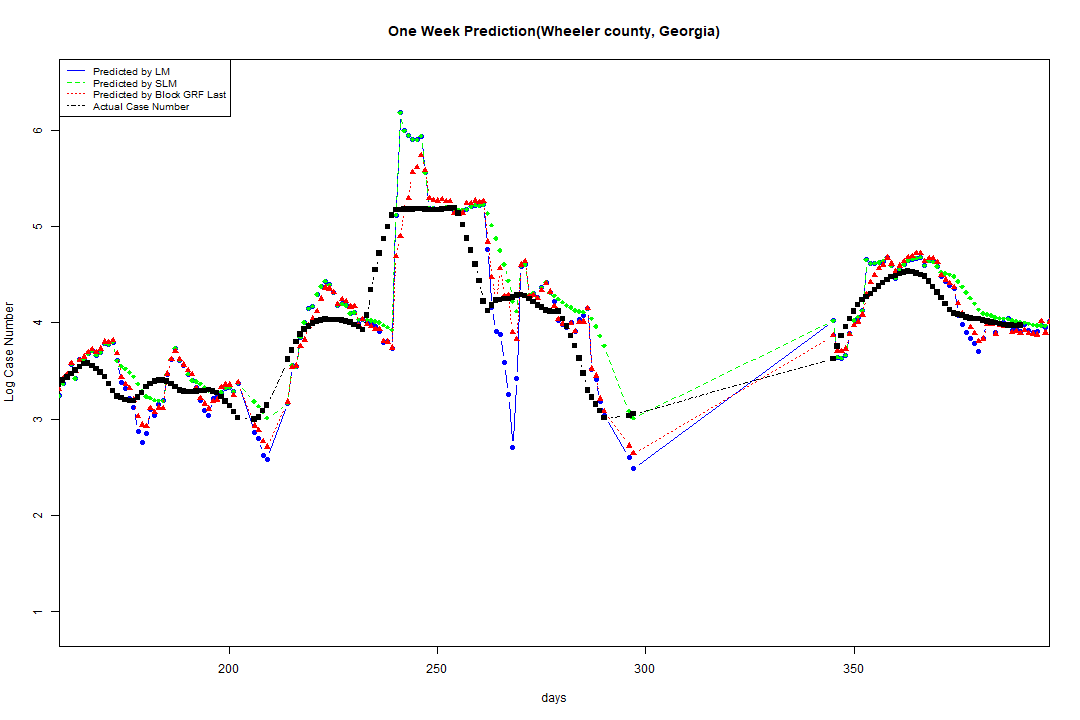 One Week Prediction(Wheeler county, Georgia)
Predicted by LM
Predicted by SLM
Predicted by Block GRF Last
Actual Case Number
6
5
4
3
2
1
Log Case Number
200 250 300 350
days